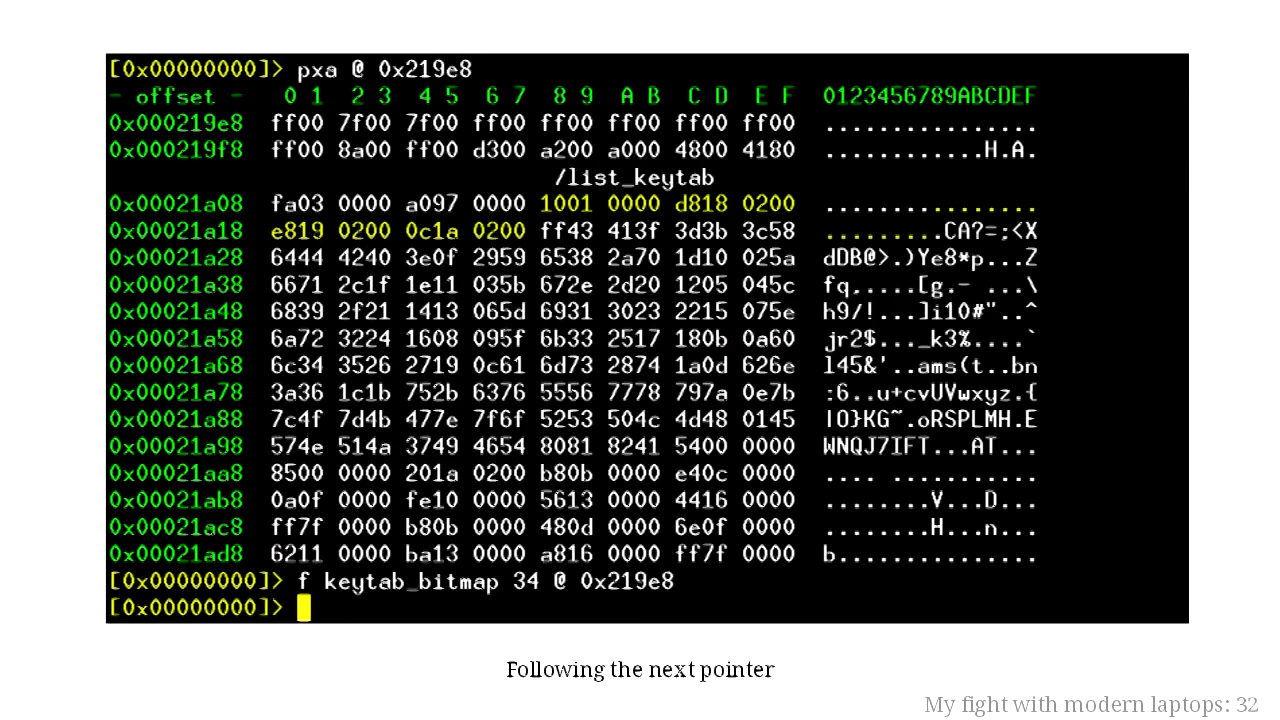 [0x00000000]> pxa @ 0x219e8
- offset -   0 1  2 3  4 5  6 7  8 9  A B  C D  E F  0123456789ABCDEF
0x000219e8  ff00 7f00 7f00 ff00 ff00 ff00 ff00 ff00  ................
0x000219f8  ff00 8a00 ff00 d300 a200 a000 4800 4180  ............H.A.
/list_keytab
0x00021a08  fa03 0000 a097 0000 1001 0000 d818 0200  ................
0x00021a18  e819 0200 0c1a 0200 ff43 413f 3d3b 3c58  .........CA?=;<X
0x00021a28  6444 4240 3e0f 2959 6538 2a70 1d10 025a  dDB@>.)Ye8*p...Z
0x00021a38  6671 2c1f 1e11 035b 672e 2d20 1205 045c  fq,....[g.- ...\
0x00021a48  6839 2f21 1413 065d 6931 3023 2215 075e  h9/!...]i10#"..^
0x00021a58  6a72 3224 1608 095f 6b33 2517 180b 0a60  jr2$..._k3%....`
0x00021a68  6c34 3526 2719 0c61 6d73 2874 1a0d 626e  l45&'..ams(t..bn
0x00021a78  3a36 1c1b 752b 6376 5556 7778 797a 0e7b  :6..u+cvUVwxyz.{
0x00021a88  7c4f 7d4b 477e 7f6f 5253 504c 4d48 0145  |O}KG~.oRSPLMH.E
0x00021a98  574e 514a 3749 4654 8081 8241 5400 0000  WNQJ7IFT...AT...
0x00021aa8  8500 0000 201a 0200 b80b 0000 e40c 0000  .... ...........
0x00021ab8  0a0f 0000 fe10 0000 5613 0000 4416 0000  ........V...D...
0x00021ac8  ff7f 0000 b80b 0000 480d 0000 6e0f 0000  ........H...n...
0x00021ad8  6211 0000 ba13 0000 a816 0000 ff7f 0000  b...............
[0x00000000]> f keytab_bitmap 34 @ 0x219e8
[0x00000000]>
Following the next pointer
My fight with modern laptops: 32